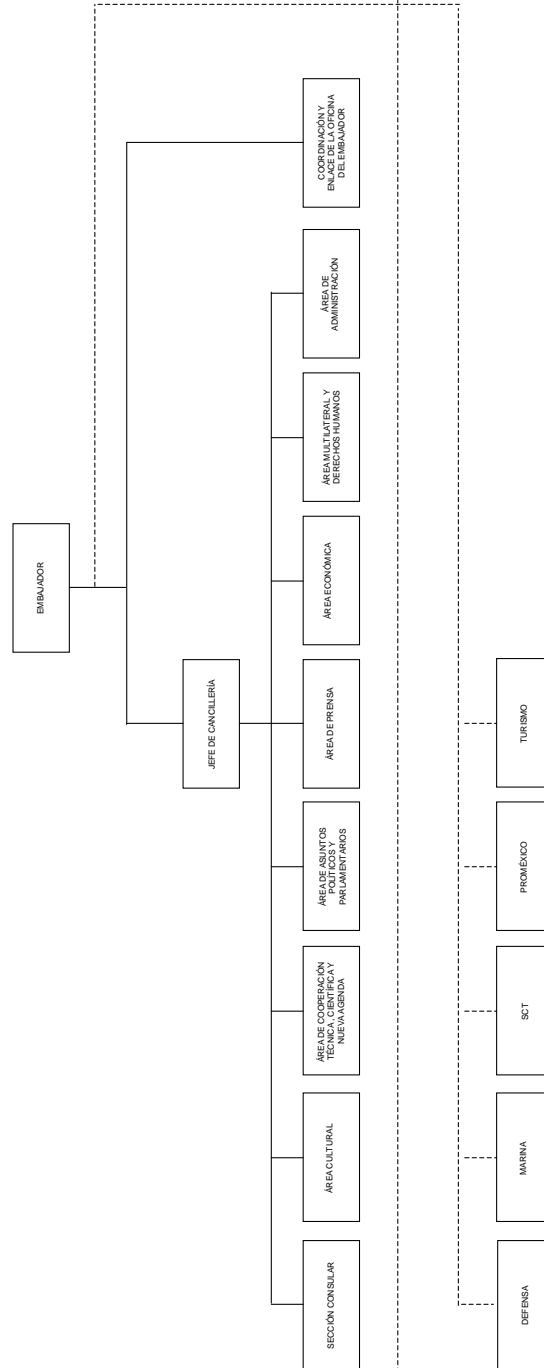 EMBAJADOR
JEFE DE CANCILLERÍA
SECCIÓN CONSULAR
ÁREA CULTURAL
ÁREA DE COOPERACIÓN
TÉCNICA, CIENTÍFICA Y
NUEVA AGENDA
ÁREA DE ASUNTOS
POLÍTICOS Y
PARLAMENTARIOS
ÁREA DE PRENSA
ÁREA ECONÓMICA
ÁREA MULTILATERAL Y
DERECHOS HUMANOS
ÁREA DE
ADMINISTRACIÓN
COORDINACIÓN Y
ENLACE DE LA OFICINA
DEL EMBAJADOR
DEFENSA
MARINA
SCT
PROMÉXICO
TURISMO